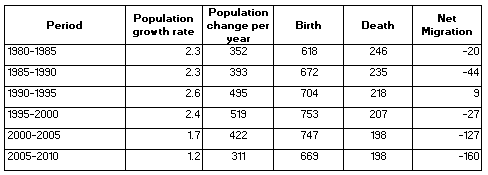 Period Population growth rate Population change per year Birth Death Net Migration
1980-1985 2.3 352 618 246 -20
1985-1990 2.3 393 672 235 -44
1990-1995 2.6 495 704 218 9
1995-2000 2.4 519 753 207 -27
2000-2005 1.7 422 747 198 -127
2005-2010 1.2 311 669 198 -160